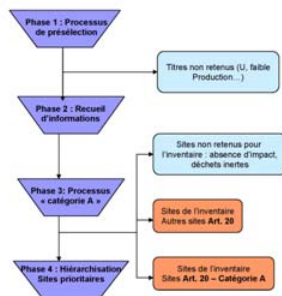 Phase 1 : Processus
de présélection
Titres non retenus (U, faible
Production…)
Phase 2 : Recueil
d'informations
Sites non retenus pour
l'inventaire : absence d'impact,
déchets inertes
Phase 3: Processus
« catégorie A »
Sites de l'inventaire
Autres sites Art. 20
Phase 4 : Hiérarchisation
Sites prioritaires
Sites de l'inventaire
Sites Art. 20 – Catégorie A